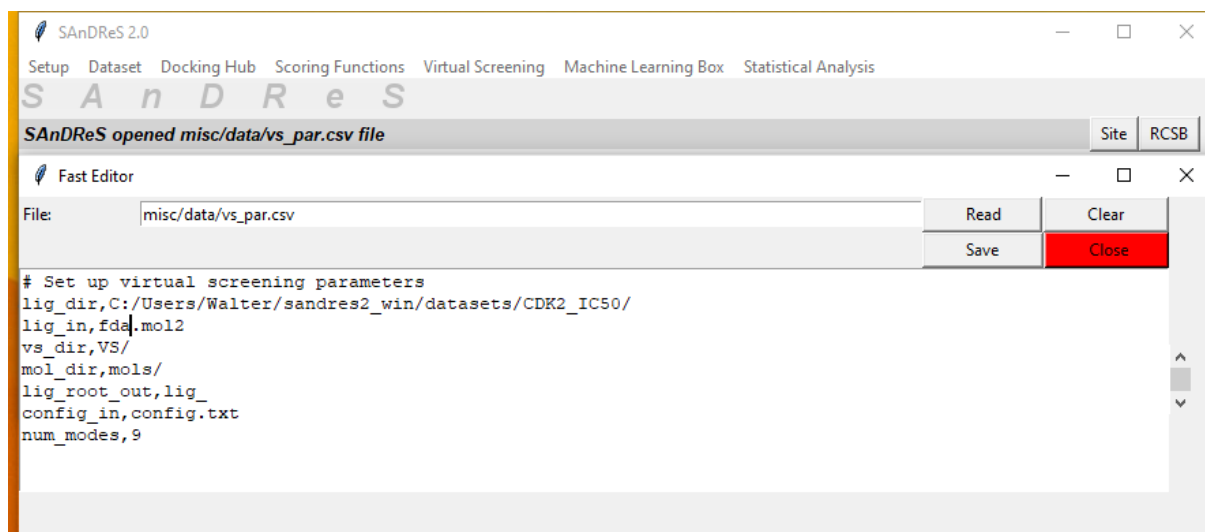 SAnDReS 2.0
Setup Dataset Docking Hub Scoring Functions Virtual Screening Machine Learning Box Statistical Analysis
S A n D R e S
SAnDReS opened misc/data/vs_par.csv file Site RCSB
Fast Editor
File: misc/data/vs_par.csv Read Clear
Save Close
# Set up virtual screening parameters
lig_dir,C:/Users/Walter/sandres2_win/datasets/CDK2_IC50/
lig_in,fda.mol2
vs_dir,VS/
mol_dir,mols/
lig_root_out,lig_
config_in,config.txt
num_modes,9